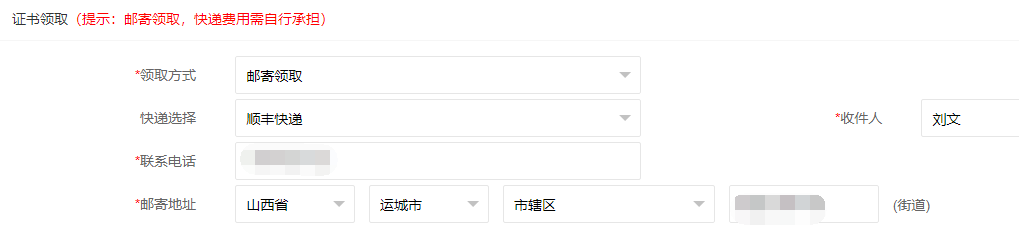 证书领取（提示：邮寄领取，快递费用需自行承担）
*领取方式 邮寄领取
快递选择 顺丰快递 *收件人 刘文
*联系电话
*邮寄地址 山西省 运城市 市辖区 (街道)